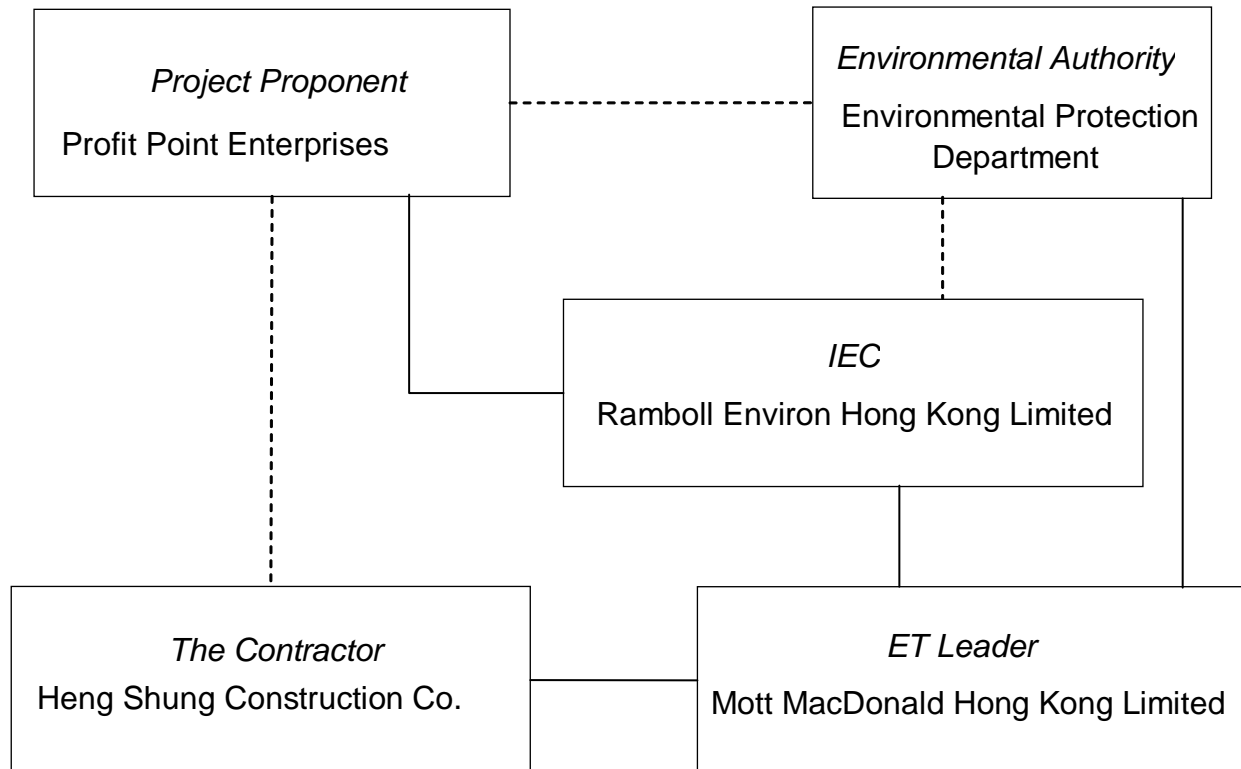 Project Proponent
Profit Point Enterprises
Environmental Authority
Environmental Protection
Department
IEC
Ramboll Environ Hong Kong Limited
The Contractor
Heng Shung Construction Co.
ET Leader
Mott MacDonald Hong Kong Limited